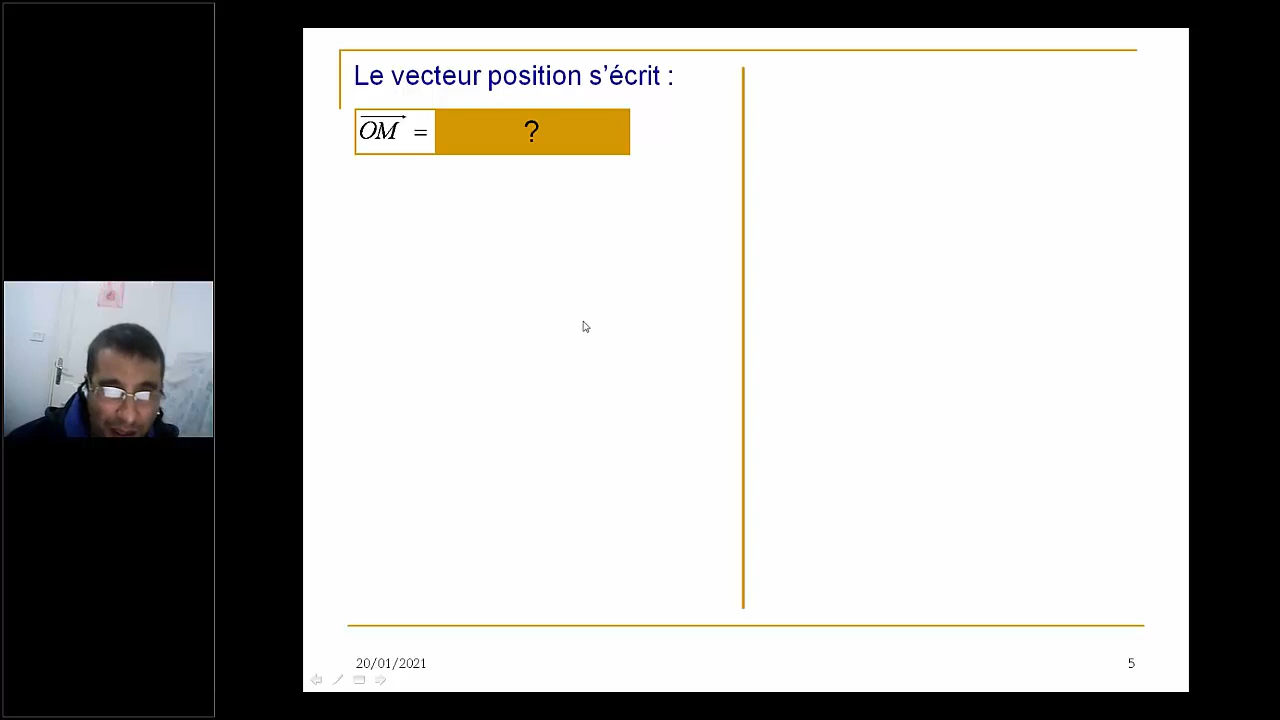 Le vecteur position s’écrit :
OM = ?
20/01/2021
5